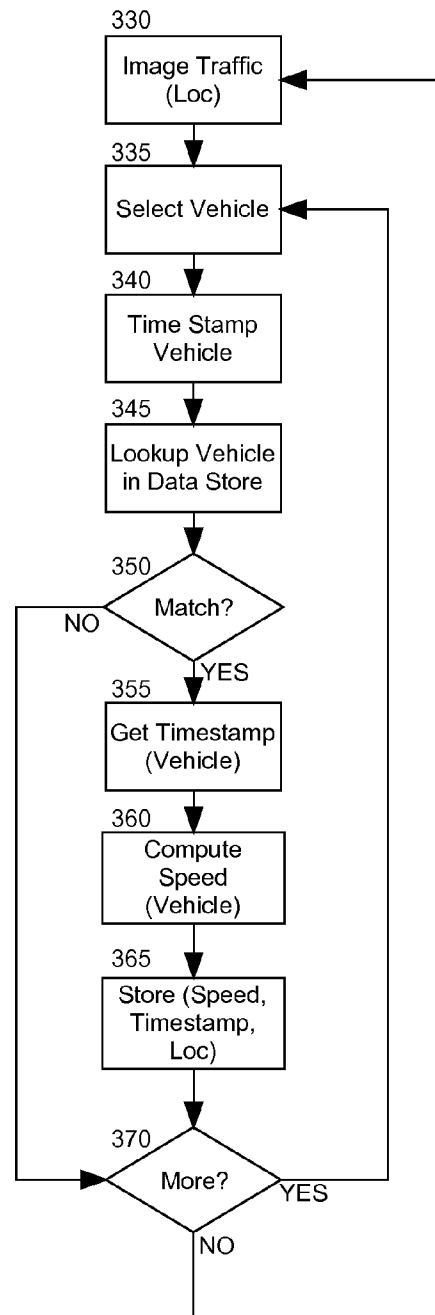 330
Image Traffic
(Loc)
335
Select Vehicle
340
Time Stamp
Vehicle
345
Lookup Vehicle
in Data Store
350
Match?
NO
YES
355
Get Timestamp
(Vehicle)
360
Compute
Speed
(Vehicle)
365
Store (Speed,
Timestamp,
Loc)
370
More?
YES
NO